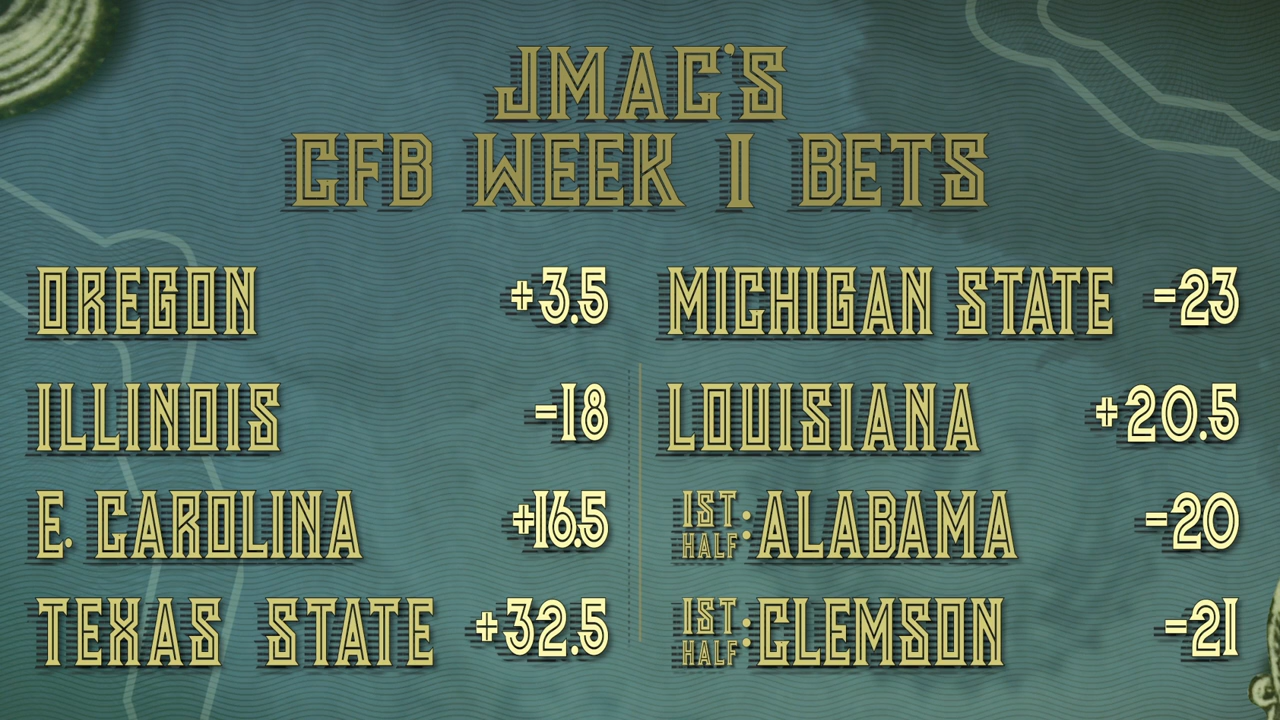 JMAC'S
CFB WEEK 1 BETS
OREGON +3.5
ILLINOIS -18
E. CAROLINA +16.5
TEXAS STATE +32.5
MICHIGAN STATE -23
LOUISIANA +20.5
1ST HALF: ALABAMA -20
1ST HALF: CLEMSON -21